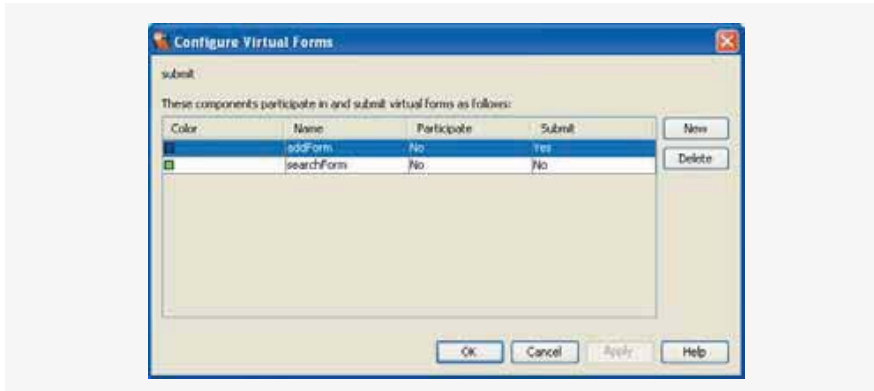 Configure Virtual Forms
submit
These components participate in and submit virtual forms as follows:
Color Name Participate Submit New
addForm No Yes
Delete
searchForm No No
OK Cancel Apply Help